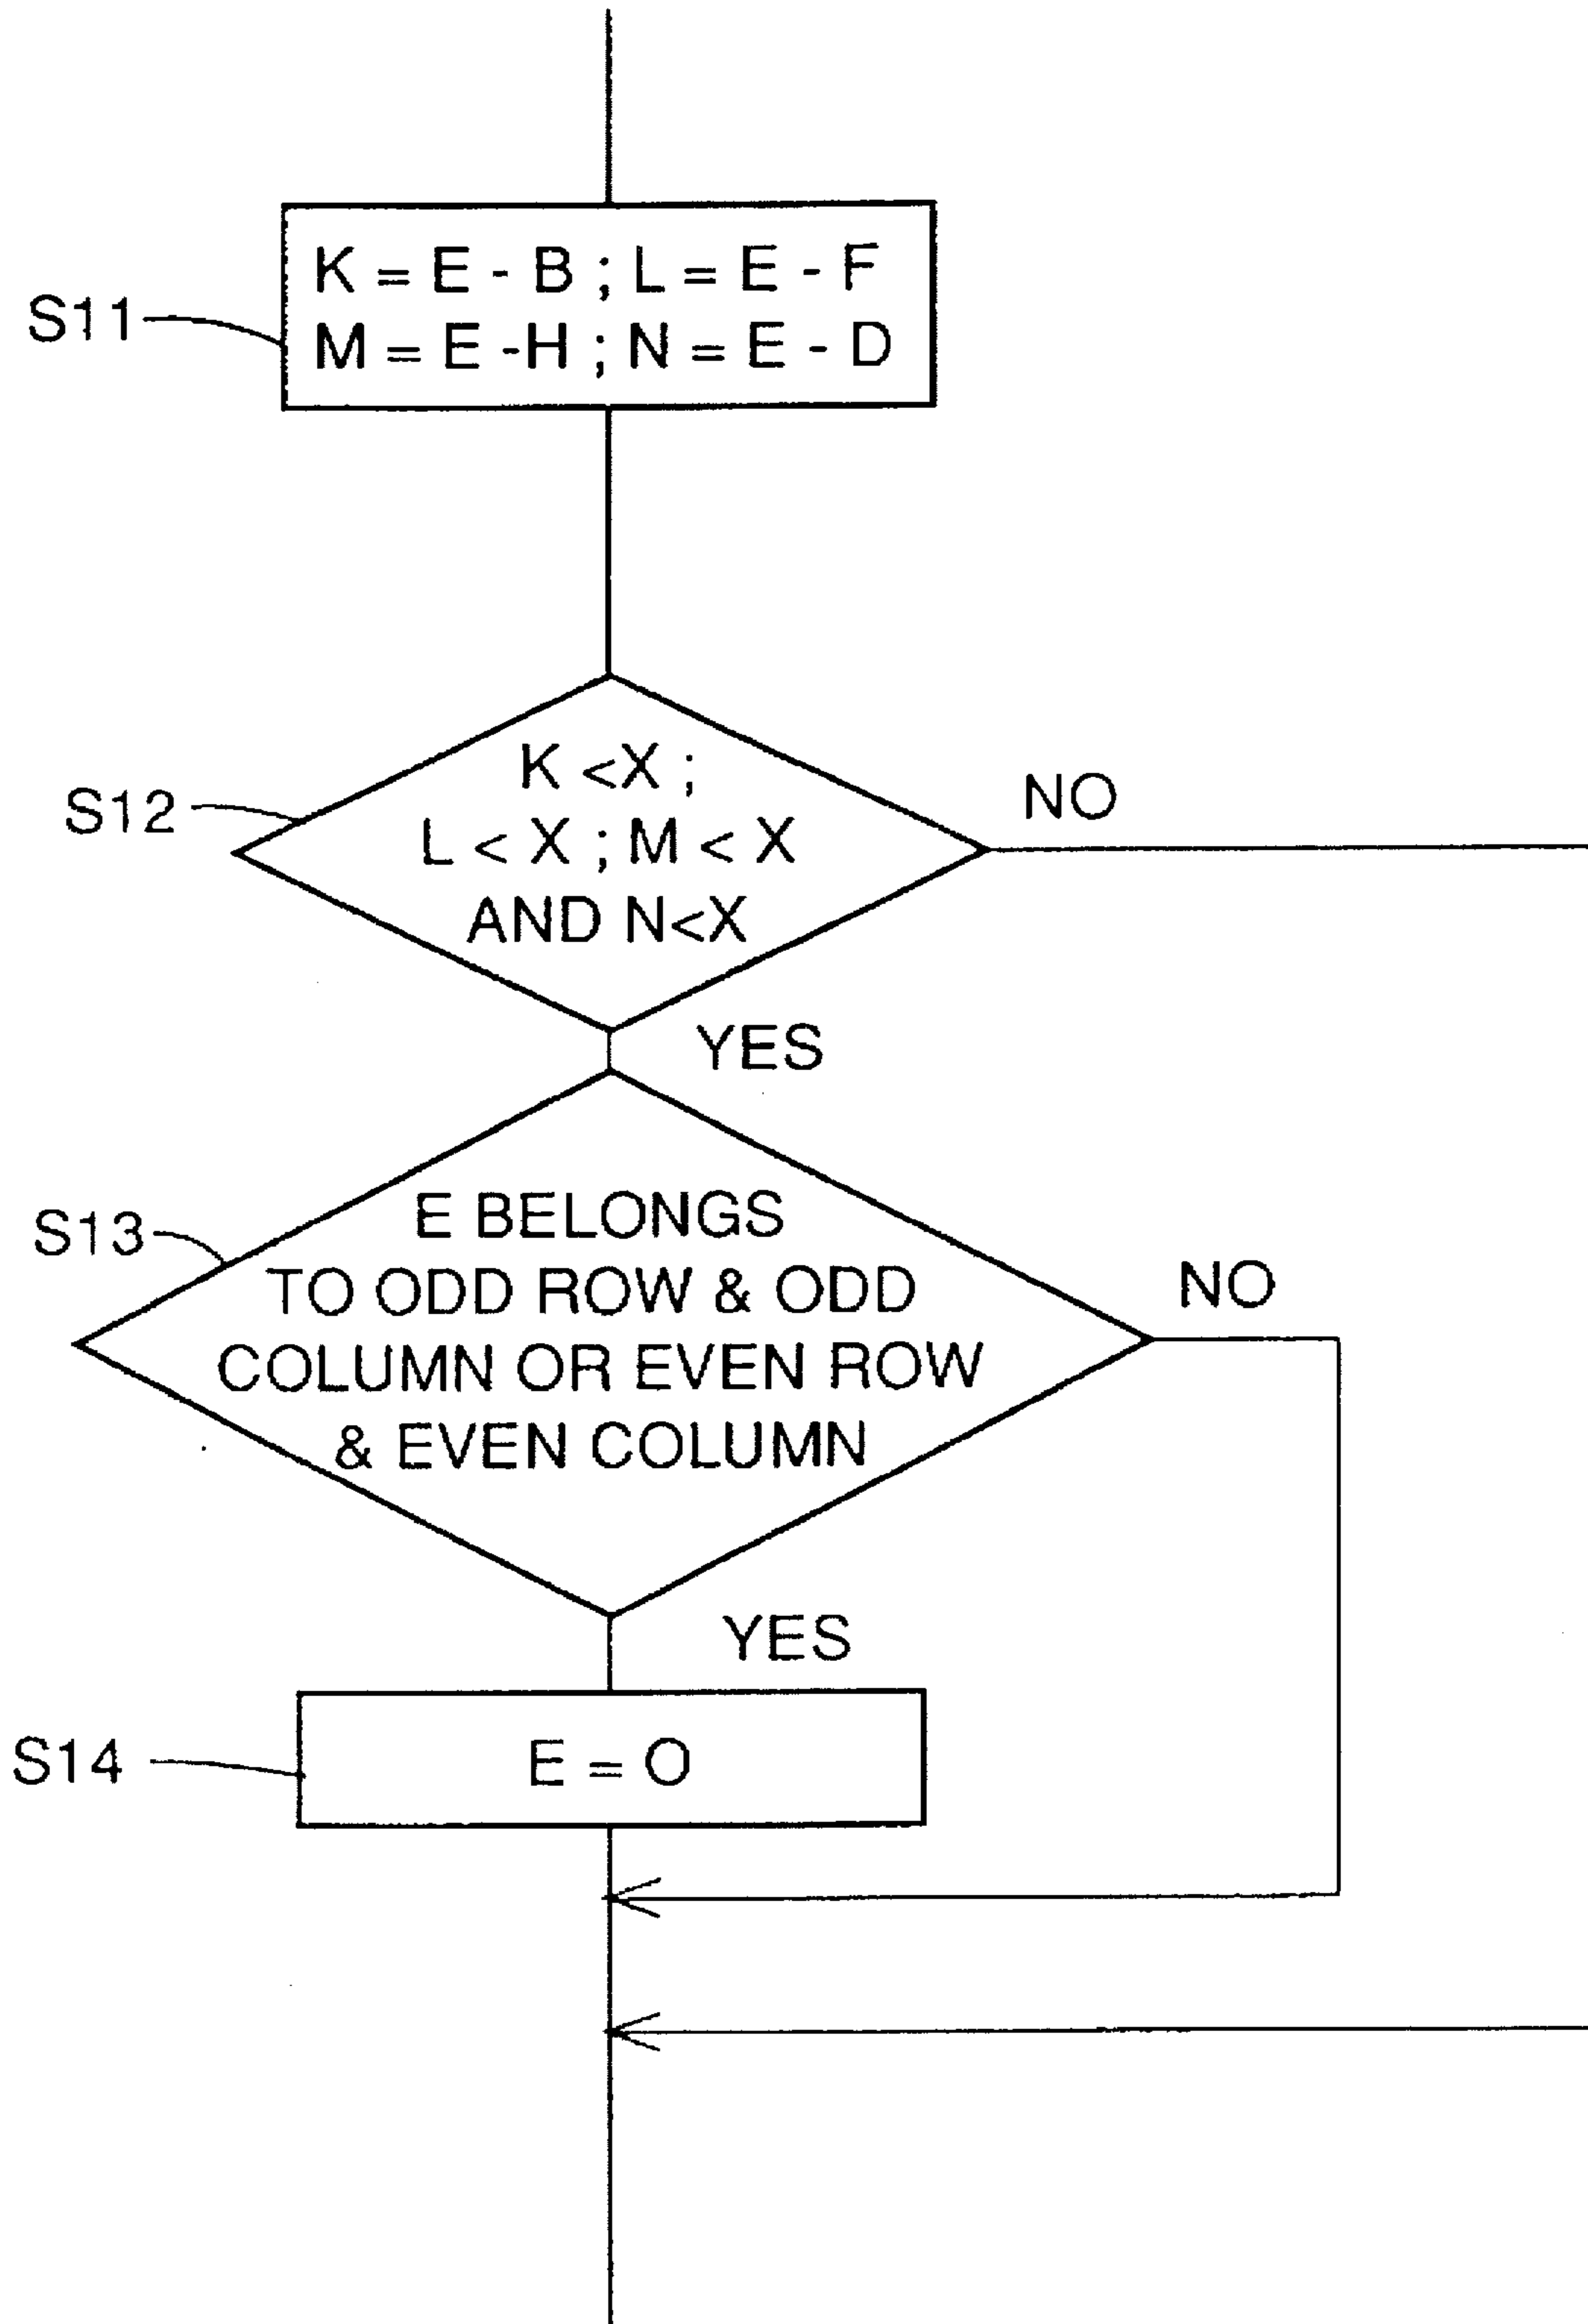 S11
K = E - B ; L = E - F
M = E -H ; N = E - D
S12
K <X ;
L < X ; M < X
AND N<X
NO
YES
S13
E BELONGS
TO ODD ROW & ODD
COLUMN OR EVEN ROW
& EVEN COLUMN
NO
YES
S14
E = O